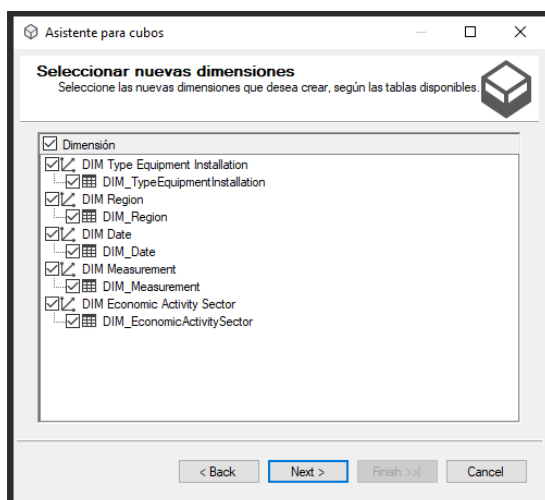 Asistente para cubos
Seleccionar nuevas dimensiones
Seleccione las nuevas dimensiones que desea crear, según las tablas disponibles.
Dimensión
DIM Type Equipment Installation
DIM_TypeEquipmentInstallation
DIM Region
DIM_Region
DIM Date
DIM_Date
DIM Measurement
DIM_Measurement
DIM Economic Activity Sector
DIM_EconomicActivitySector
< Back Next > Finish >>| Cancel